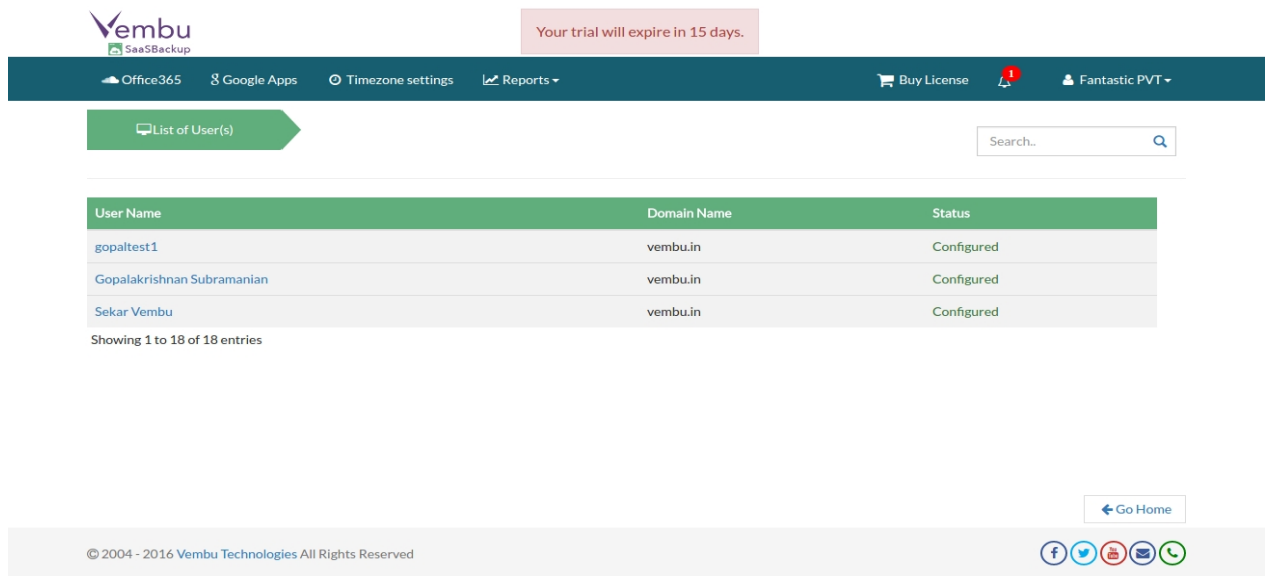 Vembu
SaaSBackup
Your trial will expire in 15 days.
Office365 Google Apps Timezone settings Reports Buy License 1 Fantastic PVT
List of User(s)
Search..
User Name Domain Name Status
gopaltest1 vembu.in Configured
Gopalakrishnan Subramanian vembu.in Configured
Sekar Vembu vembu.in Configured
Showing 1 to 18 of 18 entries
Go Home
© 2004 - 2016 Vembu Technologies All Rights Reserved